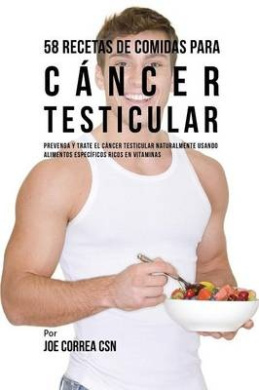 58 RECETAS DE COMIDAS PARA
CÁNCER
TESTICULAR
PREVENGA Y TRATE EL CÁNCER TESTICULAR NATURALMENTE USANDO
ALIMENTOS ESPECÍFICOS RICOS EN VITAMINAS
Por
JOE CORREA CSN